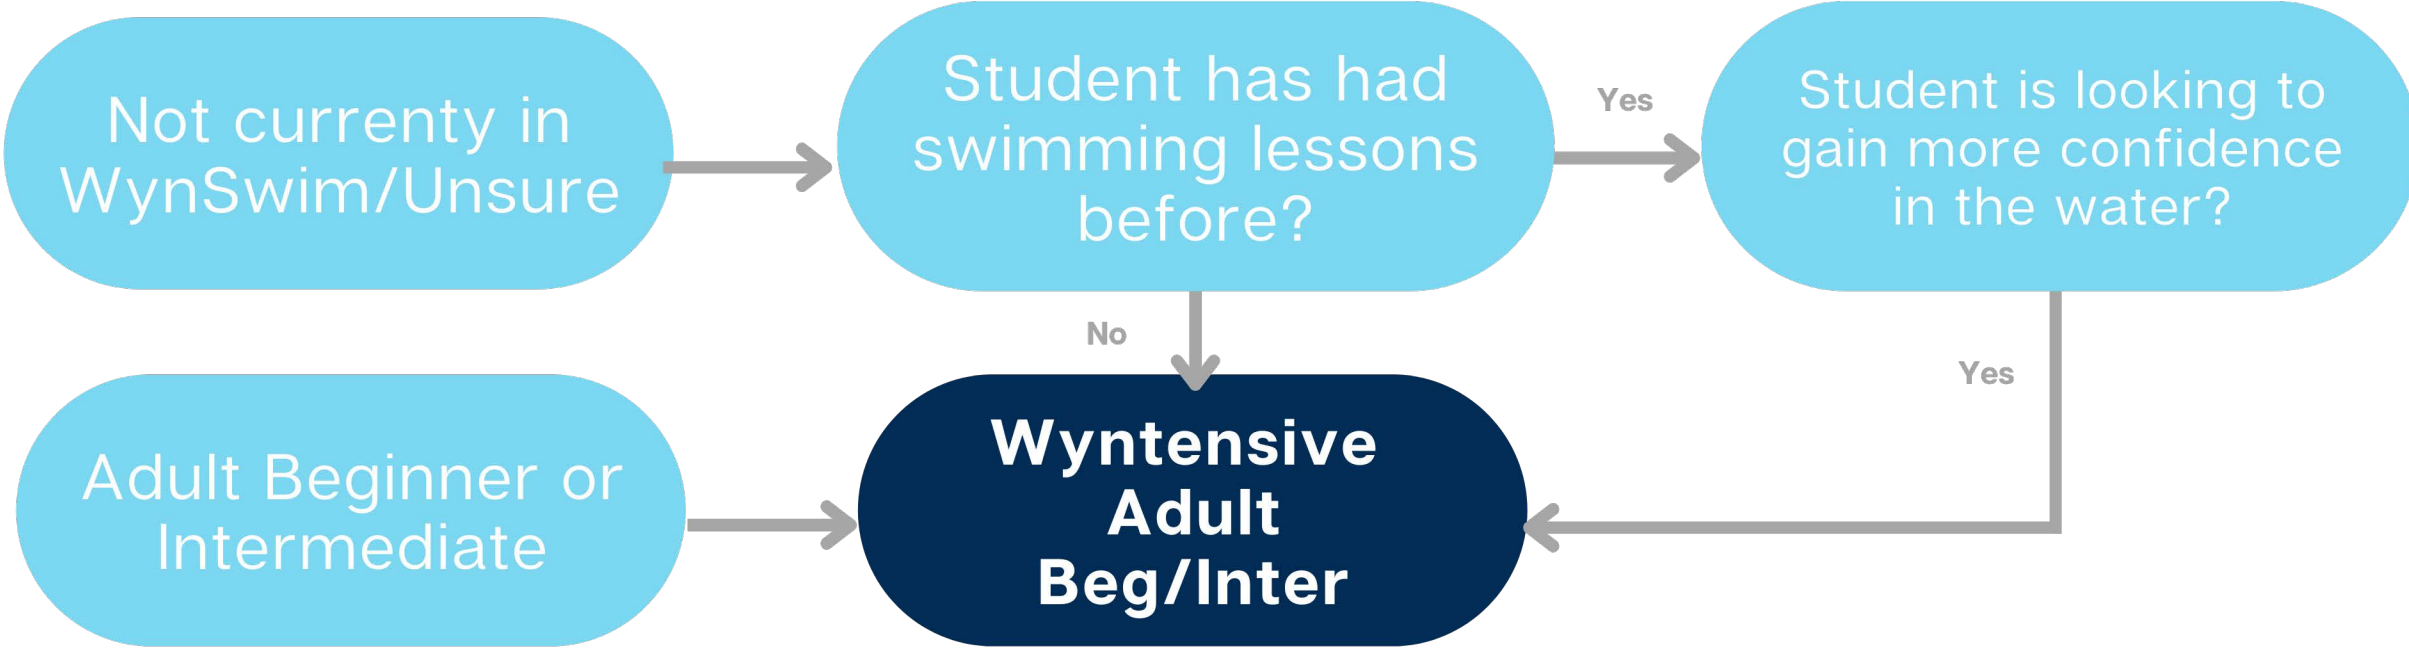 Not currenty in
WynSwim/Unsure
Student has had
swimming lessons
before?
Yes
Student is looking to
gain more confidence
in the water?
No
Yes
Adult Beginner or
Intermediate
Wyntensive
Adult
Beg/Inter